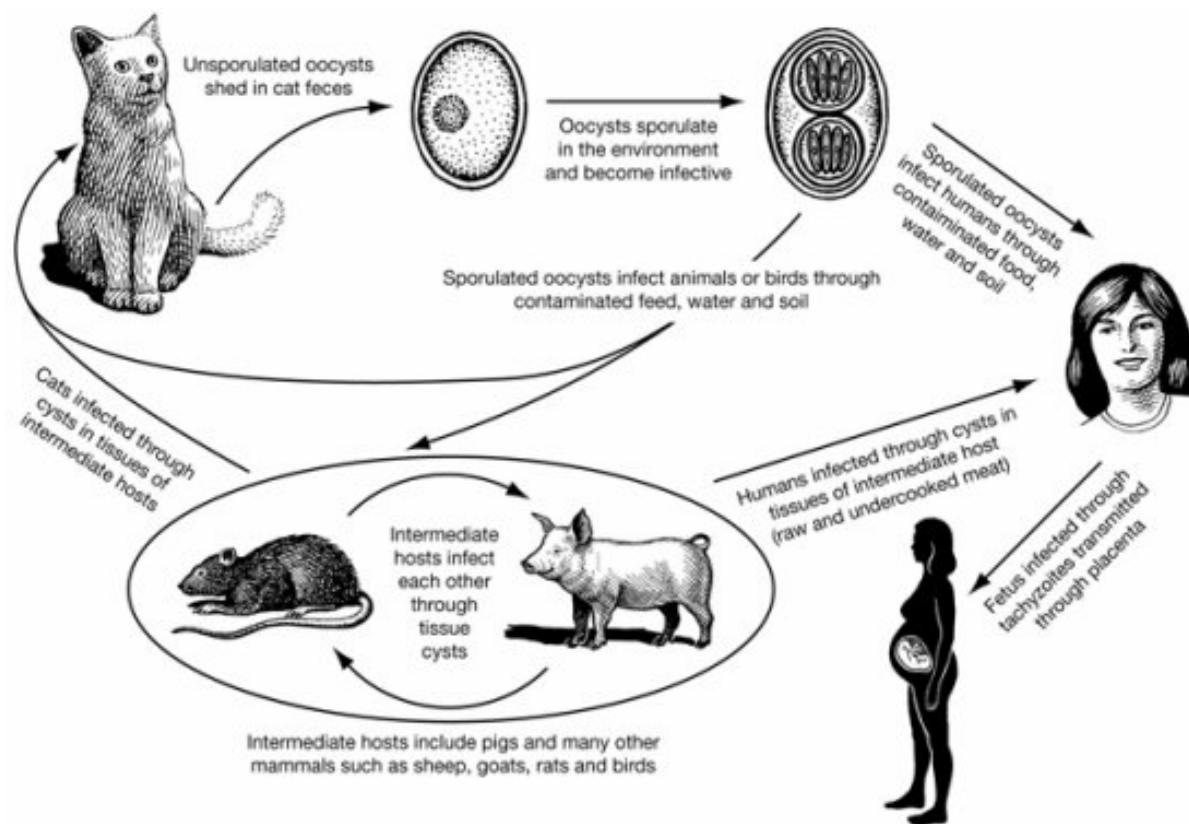 Unsporulated oocysts
shed in cat feces
Oocysts sporulate
in the environment
and become infective
Sporulated oocysts
infect humans through
contaminated food,
water and soil
Sporulated oocysts infect animals or birds through
contaminated feed, water and soil
Cats infected through
cysts in tissues of
intermediate hosts
Intermediate
hosts infect
each other
through
tissue
cysts
Humans infected through cysts in
tissues of intermediate host
(raw and undercooked meat)
Fetus infected through
tachyzoites transmitted
through placenta
Intermediate hosts include pigs and many other
mammals such as sheep, goats, rats and birds